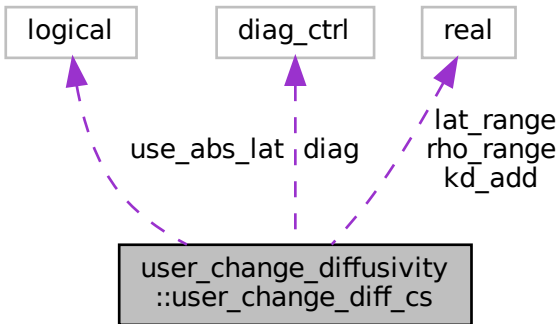 logical
diag_ctrl
real
use_abs_lat
diag
lat_range
rho_range
kd_add
user_change_diffusivity
::user_change_diff_cs